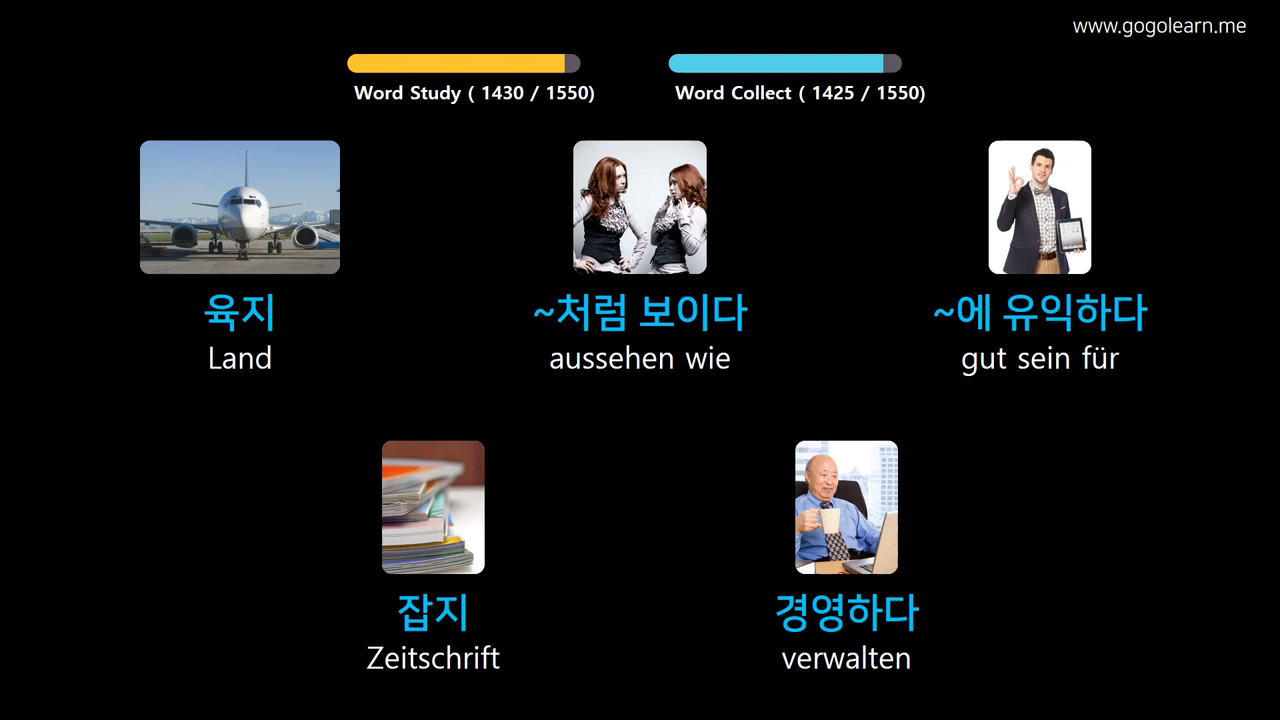 www.gogolearn.me
Word Study ( 1430 / 1550)
Word Collect ( 1425 / 1550)
육지
Land
~처럼 보이다
aussehen wie
~에 유익하다
gut sein für
잡지
Zeitschrift
경영하다
verwalten